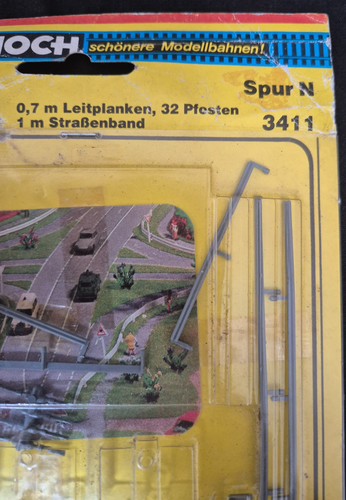 NOCH schönere Modellbahnen!
Spur N
0,7 m Leitplanken, 32 Pfosten
1 m Straßenband
3411